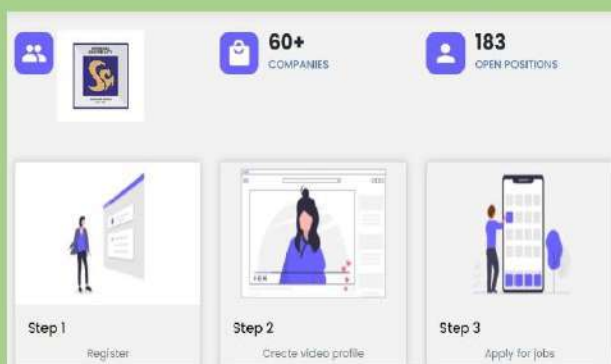 60+
COMPANIES
183
OPEN POSITIONS
Step 1
Register
Step 2
Create video profile
Step 3
Apply for jobs